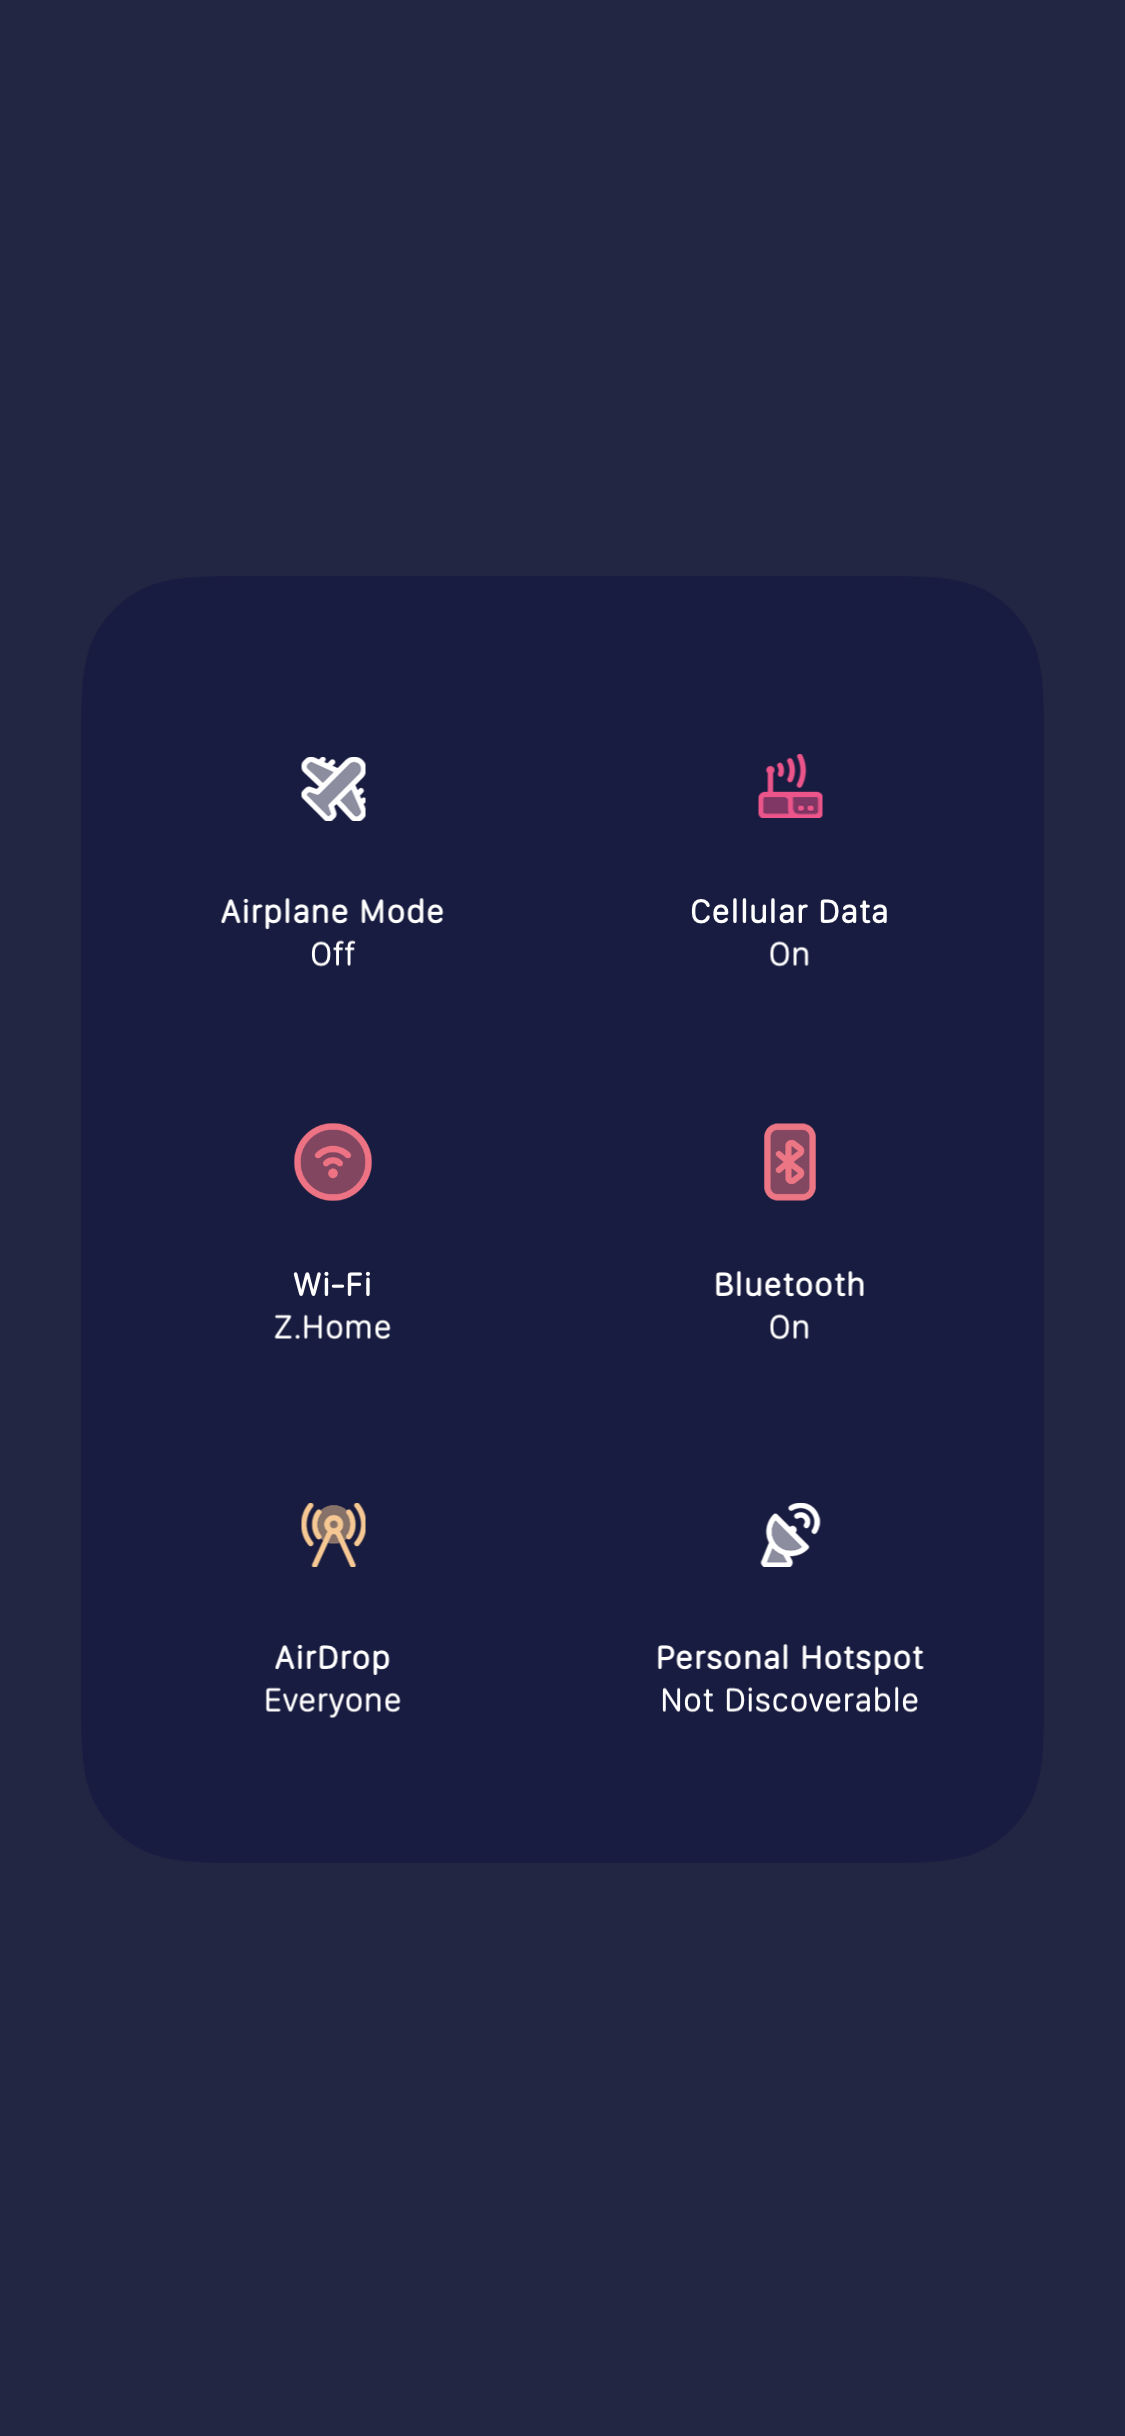 Airplane Mode
Off
Cellular Data
On
Wi-Fi
Z.Home
Bluetooth
On
AirDrop
Everyone
Personal Hotspot
Not Discoverable